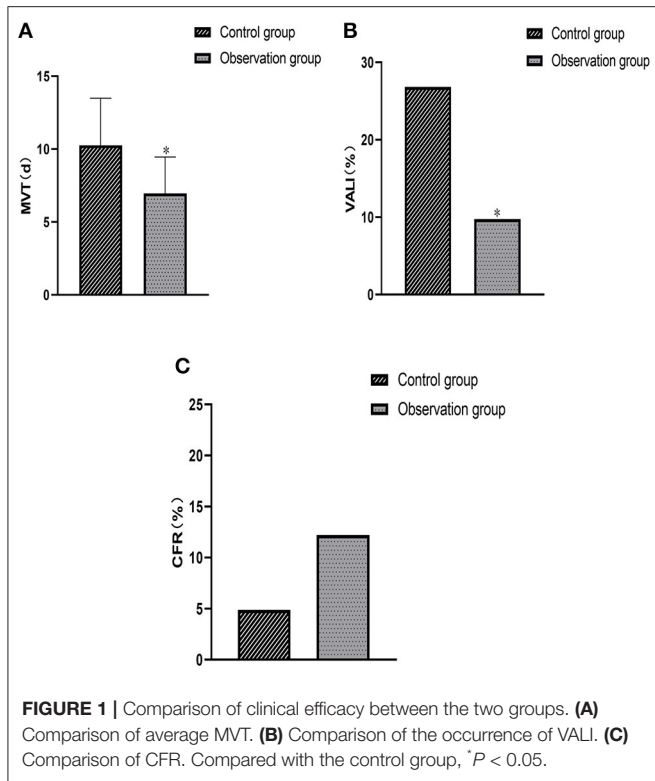 A
Control group
Observation group
15
10
5
0
MVT(d)
*
B
Control group
Observation group
30
20
10
0
VALI(%)
*
C
Control group
Observation group
25
20
15
10
5
0
CFR(%)
FIGURE 1 | Comparison of clinical efficacy between the two groups. (A)
Comparison of average MVT. (B) Comparison of the occurrence of VALI. (C)
Comparison of CFR. Compared with the control group, *P < 0.05.